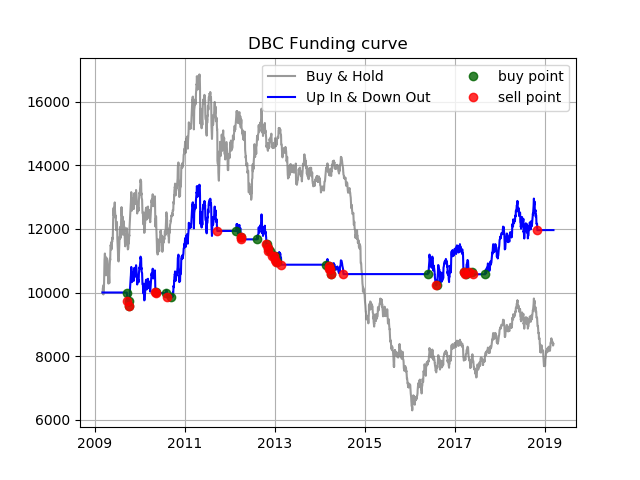 DBC Funding curve
Buy & Hold
Up In & Down Out
buy point
sell point
16000
14000
12000
10000
8000
6000
2009 2011 2013 2015 2017 2019